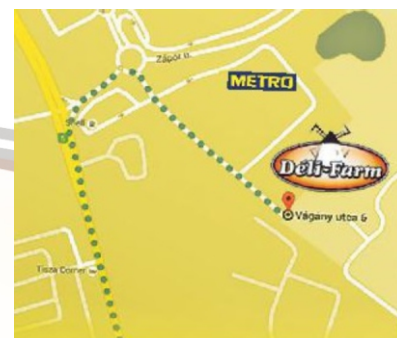 Zápor u.
METRO
Déli-Farm
Vágány utca 6
Tisza Corner